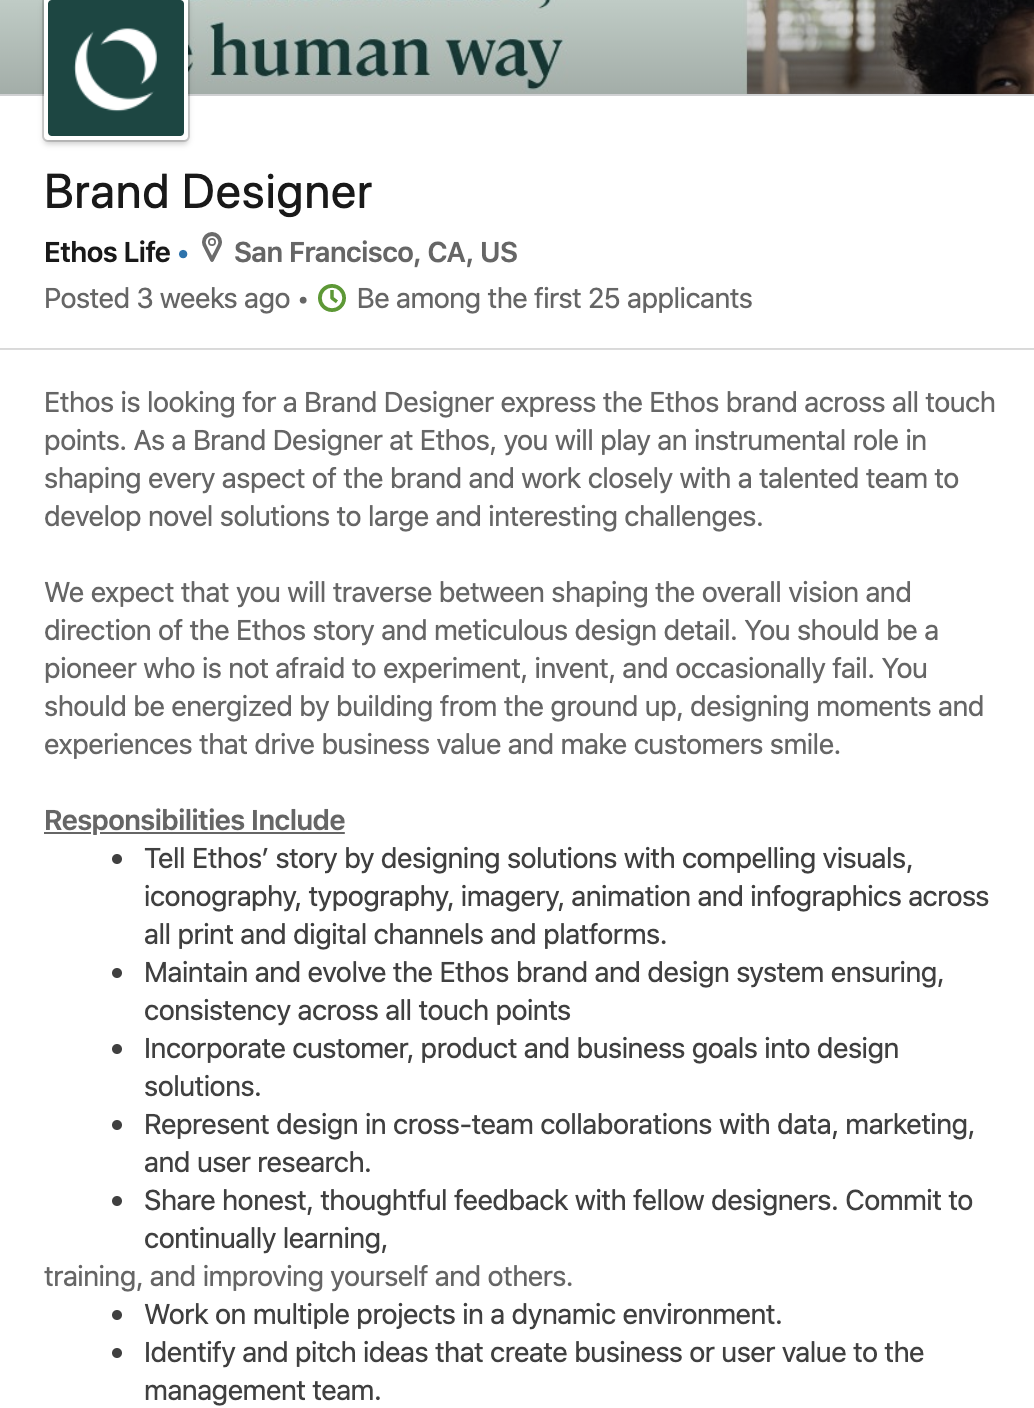 human way
Brand Designer
Ethos Life • San Francisco, CA, US
Posted 3 weeks ago • Be among the first 25 applicants
Ethos is looking for a Brand Designer express the Ethos brand across all touch
points. As a Brand Designer at Ethos, you will play an instrumental role in
shaping every aspect of the brand and work closely with a talented team to
develop novel solutions to large and interesting challenges.
We expect that you will traverse between shaping the overall vision and
direction of the Ethos story and meticulous design detail. You should be a
pioneer who is not afraid to experiment, invent, and occasionally fail. You
should be energized by building from the ground up, designing moments and
experiences that drive business value and make customers smile.
Responsibilities Include
• Tell Ethos’ story by designing solutions with compelling visuals,
iconography, typography, imagery, animation and infographics across
all print and digital channels and platforms.
• Maintain and evolve the Ethos brand and design system ensuring,
consistency across all touch points
• Incorporate customer, product and business goals into design
solutions.
• Represent design in cross-team collaborations with data, marketing,
and user research.
• Share honest, thoughtful feedback with fellow designers. Commit to
continually learning,
training, and improving yourself and others.
• Work on multiple projects in a dynamic environment.
• Identify and pitch ideas that create business or user value to the
management team.